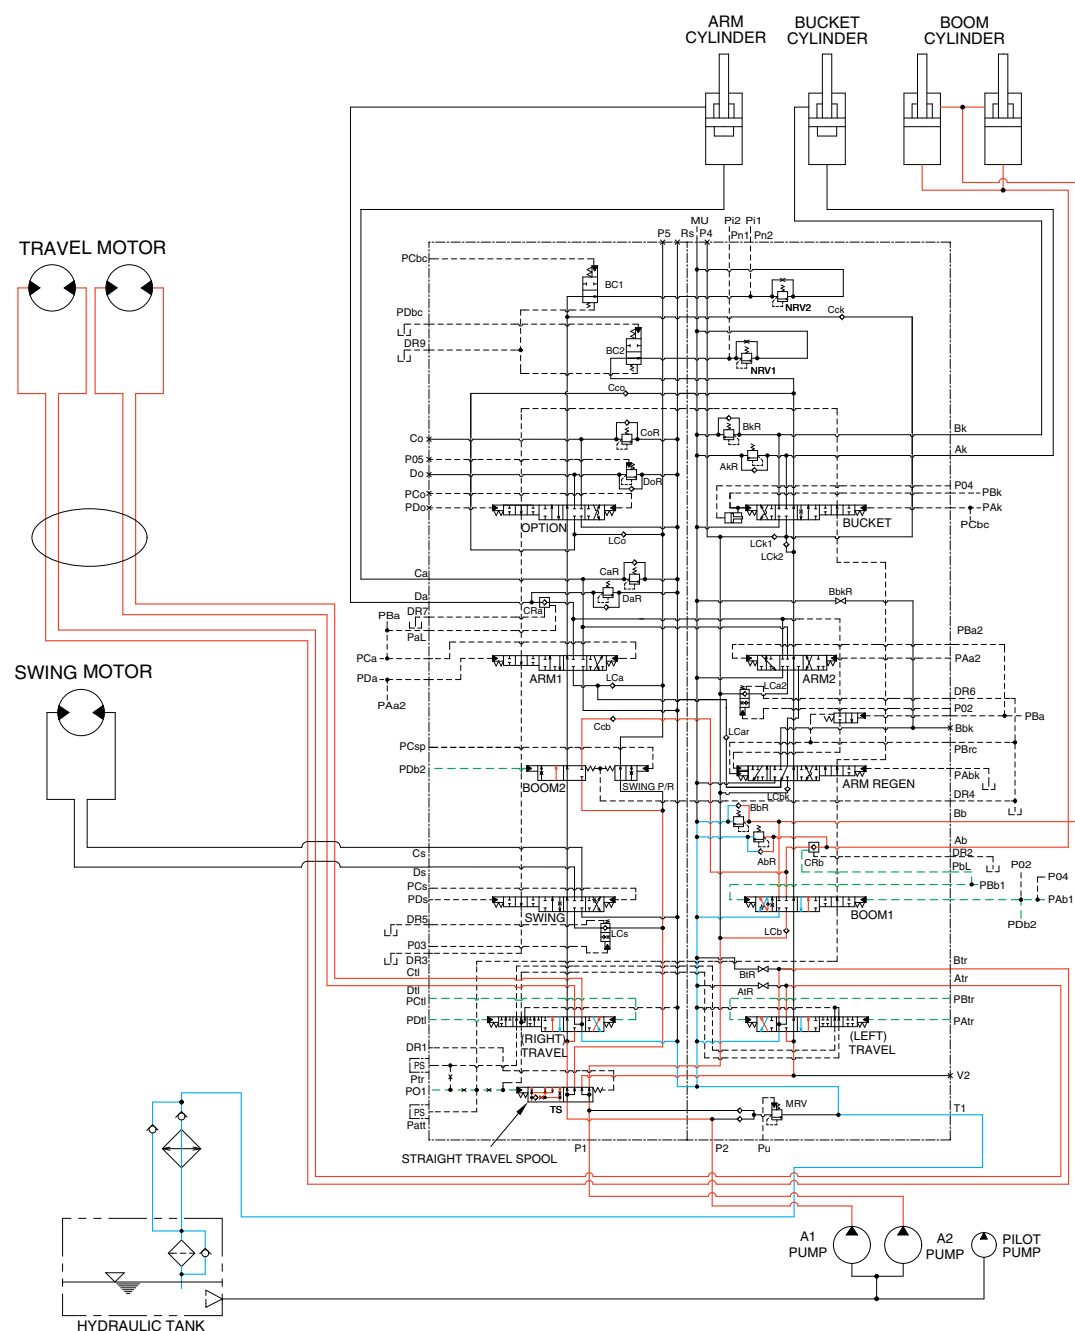 ARM
CYLINDER
BUCKET
CYLINDER
BOOM
CYLINDER
TRAVEL MOTOR
SWING MOTOR
MU
Pi2 Pi1
P5 Rs P4
Pn1 Pn2
PCbc
BC1
NRV2
Cck
PDbc
DR9
BC2
NRV1
Cco
Co
CoR
BkR
Bk
P05
Do
DoR
AkR
Ak
PCo
PDo
OPTION
LCo
P04
PBk
PAk
PCbc
BUCKET
LCk1
LCk2
Ca
CaR
Da
DaR
CRa
BbkR
PBa
DR7
PaL
PCa
PDa
PAa2
ARM1
LCa
PBa2
PAa2
ARM2
LCa2
DR6
P02
PBa
Ccb
LCar
Bbk
PCsp
PDb2
BOOM2
SWING P/R
PBrc
PAbk
ARM REGEN
LCbk
DR4
BbR
Bb
AbR
CRb
Ab
DR2
PbL
PBb1
P02
P04
PAb1
PDb2
Cs
Ds
PCs
PDs
SWING
BOOM1
DR5
LCs
LCb
P03
DR3
Ctl
BtR
Btr
AtR
Atr
Dtl
PCtl
PDtl
PBtr
PAtr
(RIGHT)
TRAVEL
(LEFT)
TRAVEL
DR1
PS
Ptr
PO1
PS
Patt
TS
V2
MRV
T1
STRAIGHT TRAVEL SPOOL
P1
P2
Pu
A1
PUMP
A2
PUMP
PILOT
PUMP
HYDRAULIC TANK